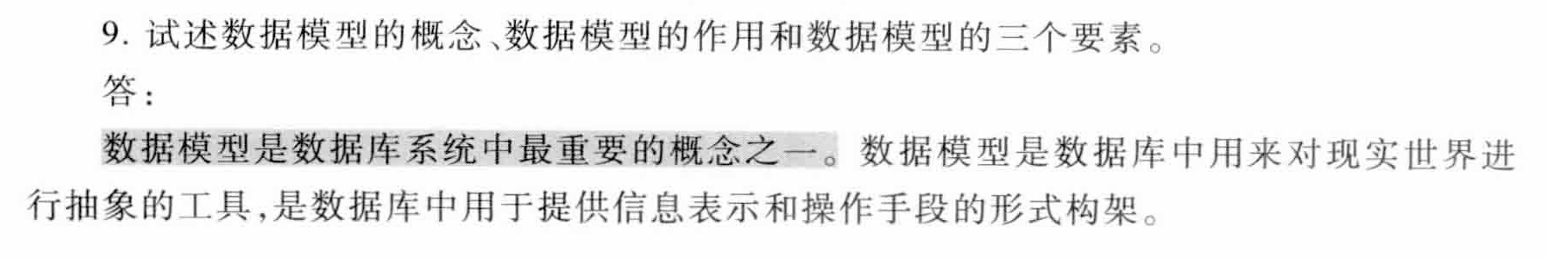 9. 试述数据模型的概念、数据模型的作用和数据模型的三个要素。
答：
数据模型是数据库系统中最重要的概念之一。数据模型是数据库中用来对现实世界进
行抽象的工具,是数据库中用于提供信息表示和操作手段的形式构架。